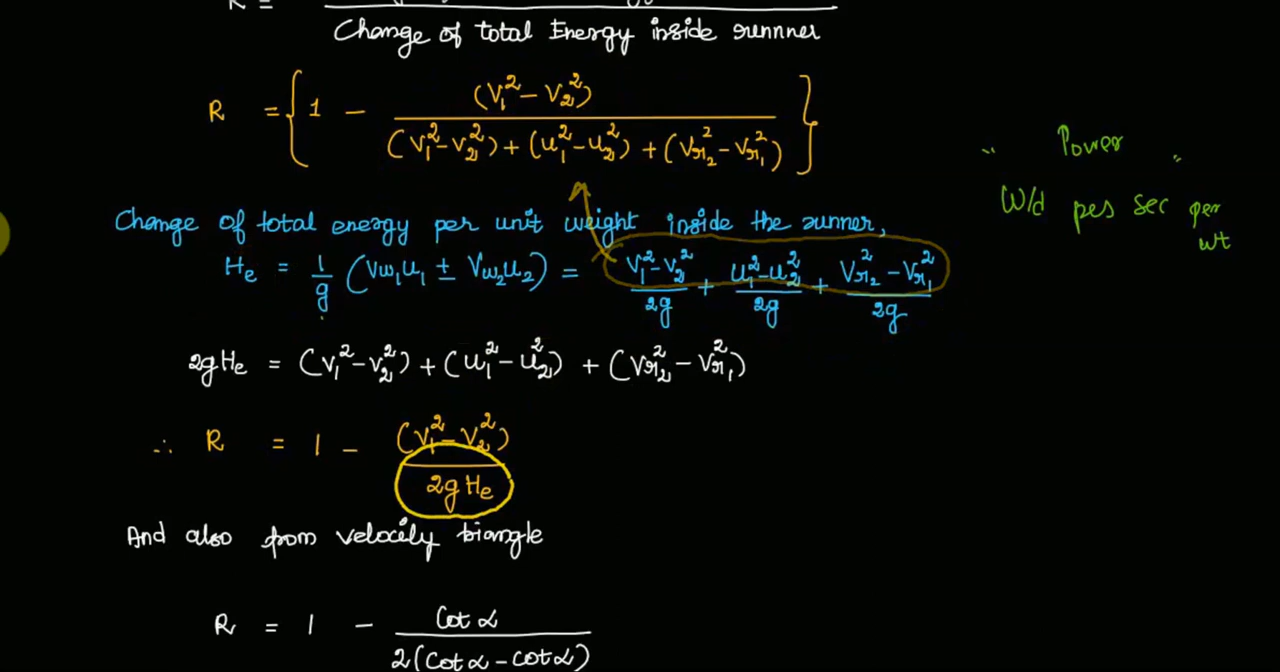 R =
Change of total Energy inside runnner
R = { 1 - (V₁² - V₂²) / (V₁² - V₂²) + (u₁² - u₂²) + (Vr₂² - Vr₁²) }
" Power "
W/d pes sec per
wt
Change of total energy per unit weight inside the runner,
He = 1/g (Vw₁u₁ ± Vw₂u₂) = V₁² - V₂² / 2g + u₁² - u₂² / 2g + Vr₂² - Vr₁² / 2g
2gHe = (V₁² - V₂²) + (u₁² - u₂²) + (Vr₂² - Vr₁²)
∴ R = 1 - (V₁² - V₂²) / 2gHe
And also from velocity triangle
R = 1 - Cot α / 2(Cot α - cot α)